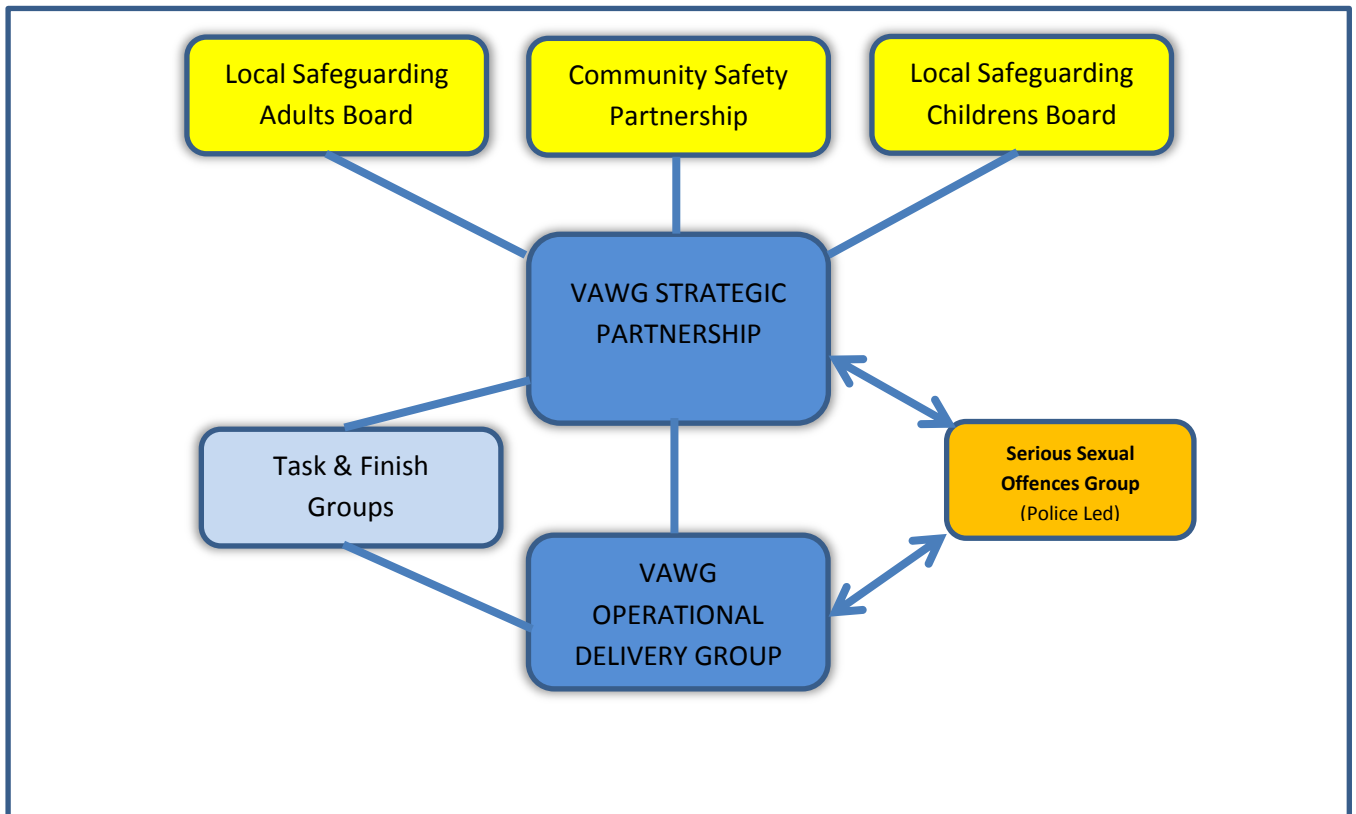 Local Safeguarding
Adults Board
Community Safety
Partnership
Local Safeguarding
Childrens Board
VAWG STRATEGIC
PARTNERSHIP
Task & Finish
Groups
Serious Sexual
Offences Group
(Police Led)
VAWG
OPERATIONAL
DELIVERY GROUP